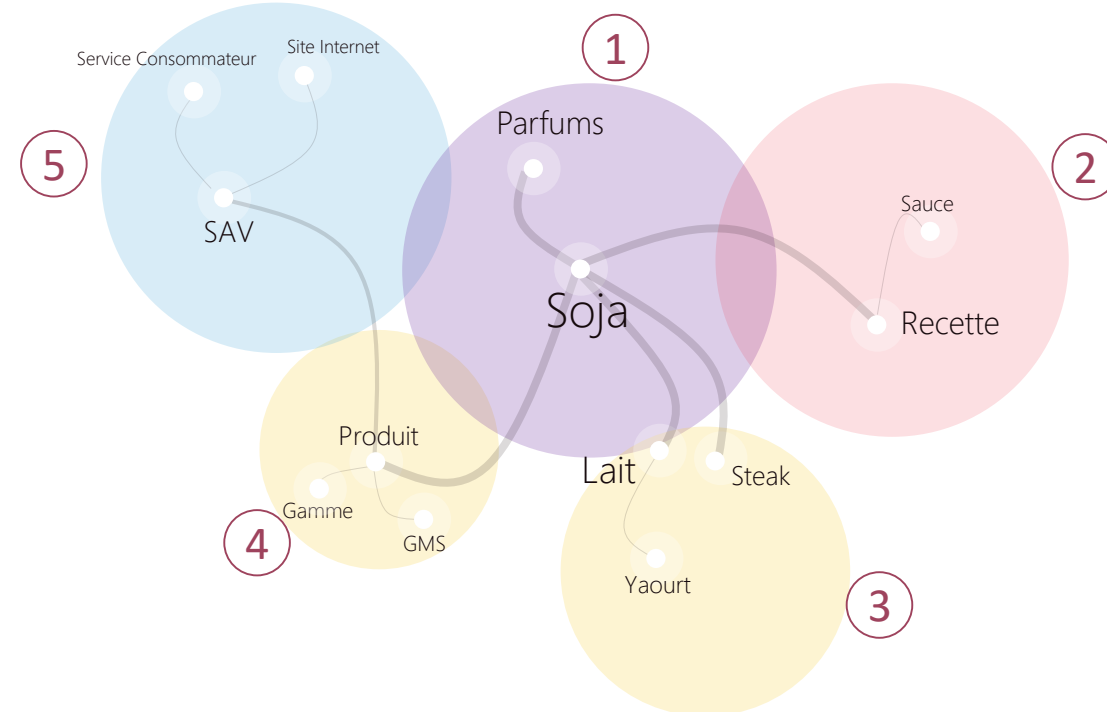 Service Consommateur
Site Internet
5
SAV
1
Parfums
Soja
2
Sauce
Recette
Produit
Gamme
GMS
4
Lait
Steak
Yaourt
3